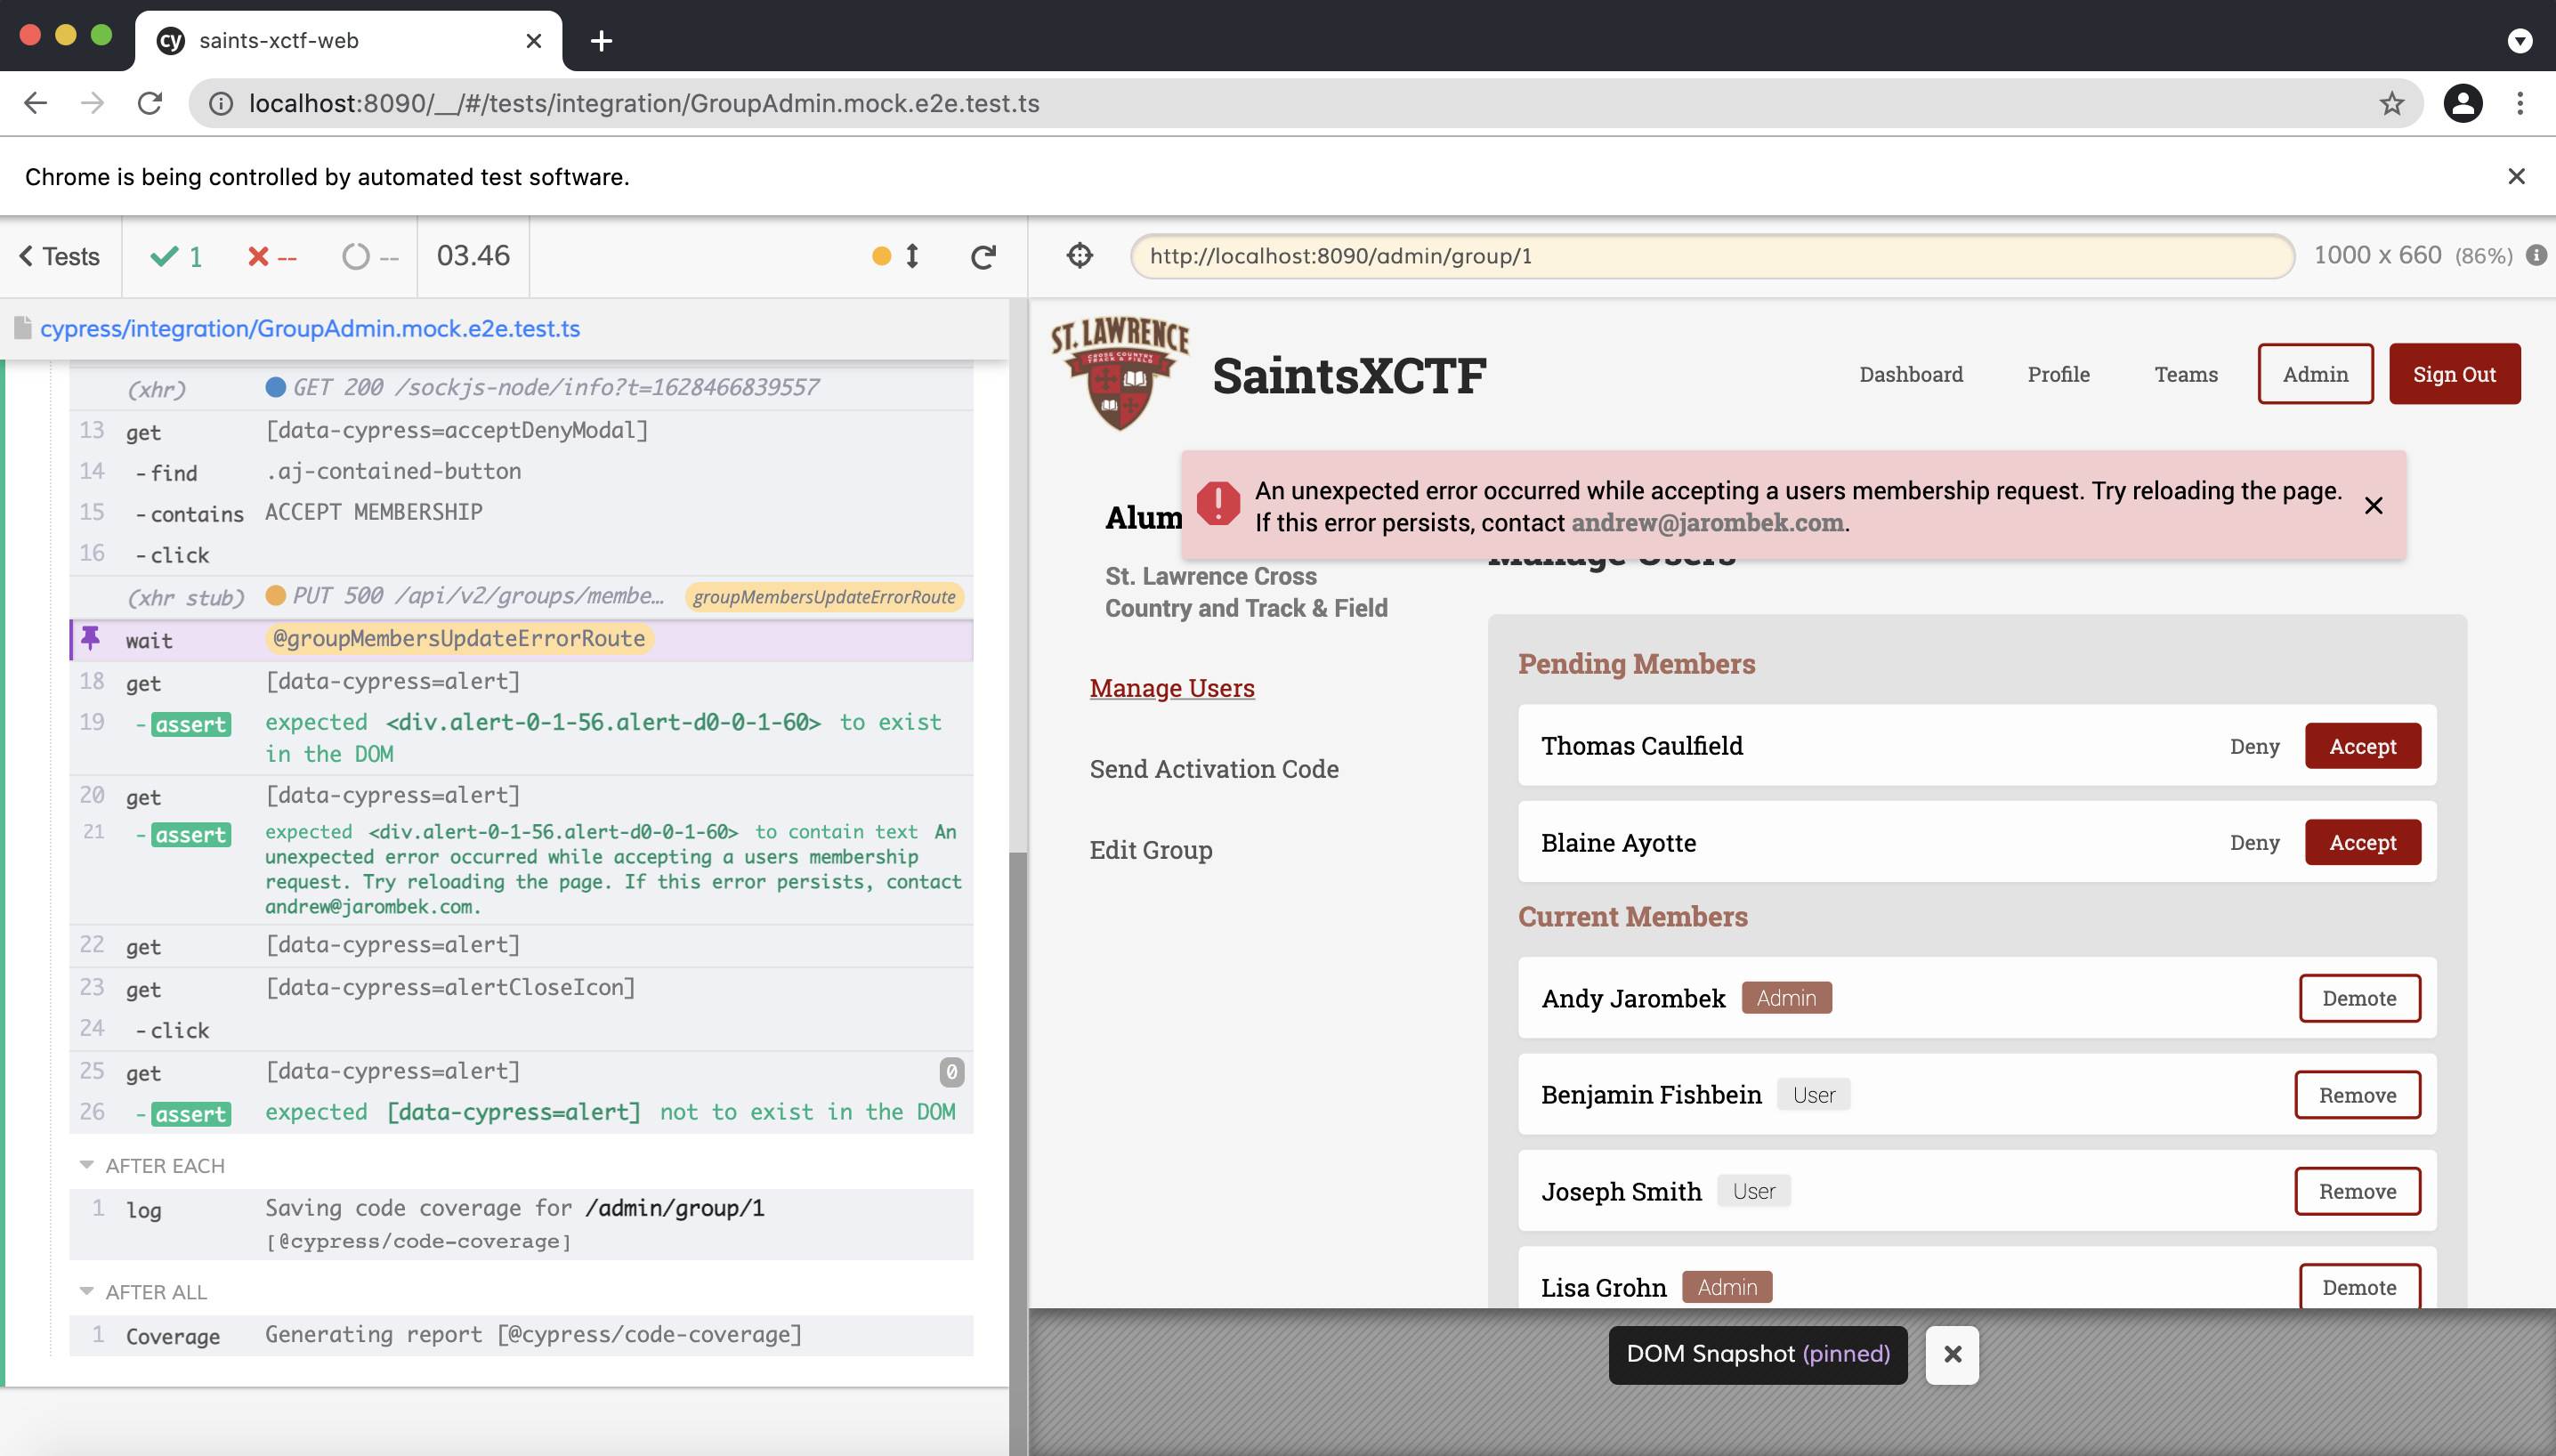 cy saints-xctf-web
localhost:8090/__/#/tests/integration/GroupAdmin.mock.e2e.test.ts
Chrome is being controlled by automated test software.
Tests 1 -- -- 03.46
http://localhost:8090/admin/group/1 1000 x 660 (86%)
cypress/integration/GroupAdmin.mock.e2e.test.ts
(xhr) GET 200 /sockjs-node/info?t=1628466839557
13 get [data-cypress=acceptDenyModal]
14 -find .aj-contained-button
15 -contains ACCEPT MEMBERSHIP
16 -click
(xhr stub) PUT 500 /api/v2/groups/membe... groupMembersUpdateErrorRoute
wait @groupMembersUpdateErrorRoute
18 get [data-cypress=alert]
19 -assert expected <div.alert-0-1-56.alert-d0-0-1-60> to exist
in the DOM
20 get [data-cypress=alert]
21 -assert expected <div.alert-0-1-56.alert-d0-0-1-60> to contain text An
unexpected error occurred while accepting a users membership
request. Try reloading the page. If this error persists, contact
andrew@jarombek.com.
22 get [data-cypress=alert]
23 get [data-cypress=alertCloseIcon]
24 -click
25 get [data-cypress=alert] 0
26 -assert expected [data-cypress=alert] not to exist in the DOM
AFTER EACH
1 log Saving code coverage for /admin/group/1
[@cypress/code-coverage]
AFTER ALL
1 Coverage Generating report [@cypress/code-coverage]
ST. LAWRENCE
CROSS COUNTRY
TRACK & FIELD
SaintsXCTF
Dashboard Profile Teams Admin Sign Out
An unexpected error occurred while accepting a users membership request. Try reloading the page.
If this error persists, contact andrew@jarombek.com.
Alum
St. Lawrence Cross
Country and Track & Field
Manage Users
Send Activation Code
Edit Group
Manage Users
Pending Members
Thomas Caulfield Deny Accept
Blaine Ayotte Deny Accept
Current Members
Andy Jarombek Admin Demote
Benjamin Fishbein User Remove
Joseph Smith User Remove
Lisa Grohn Admin Demote
DOM Snapshot (pinned)